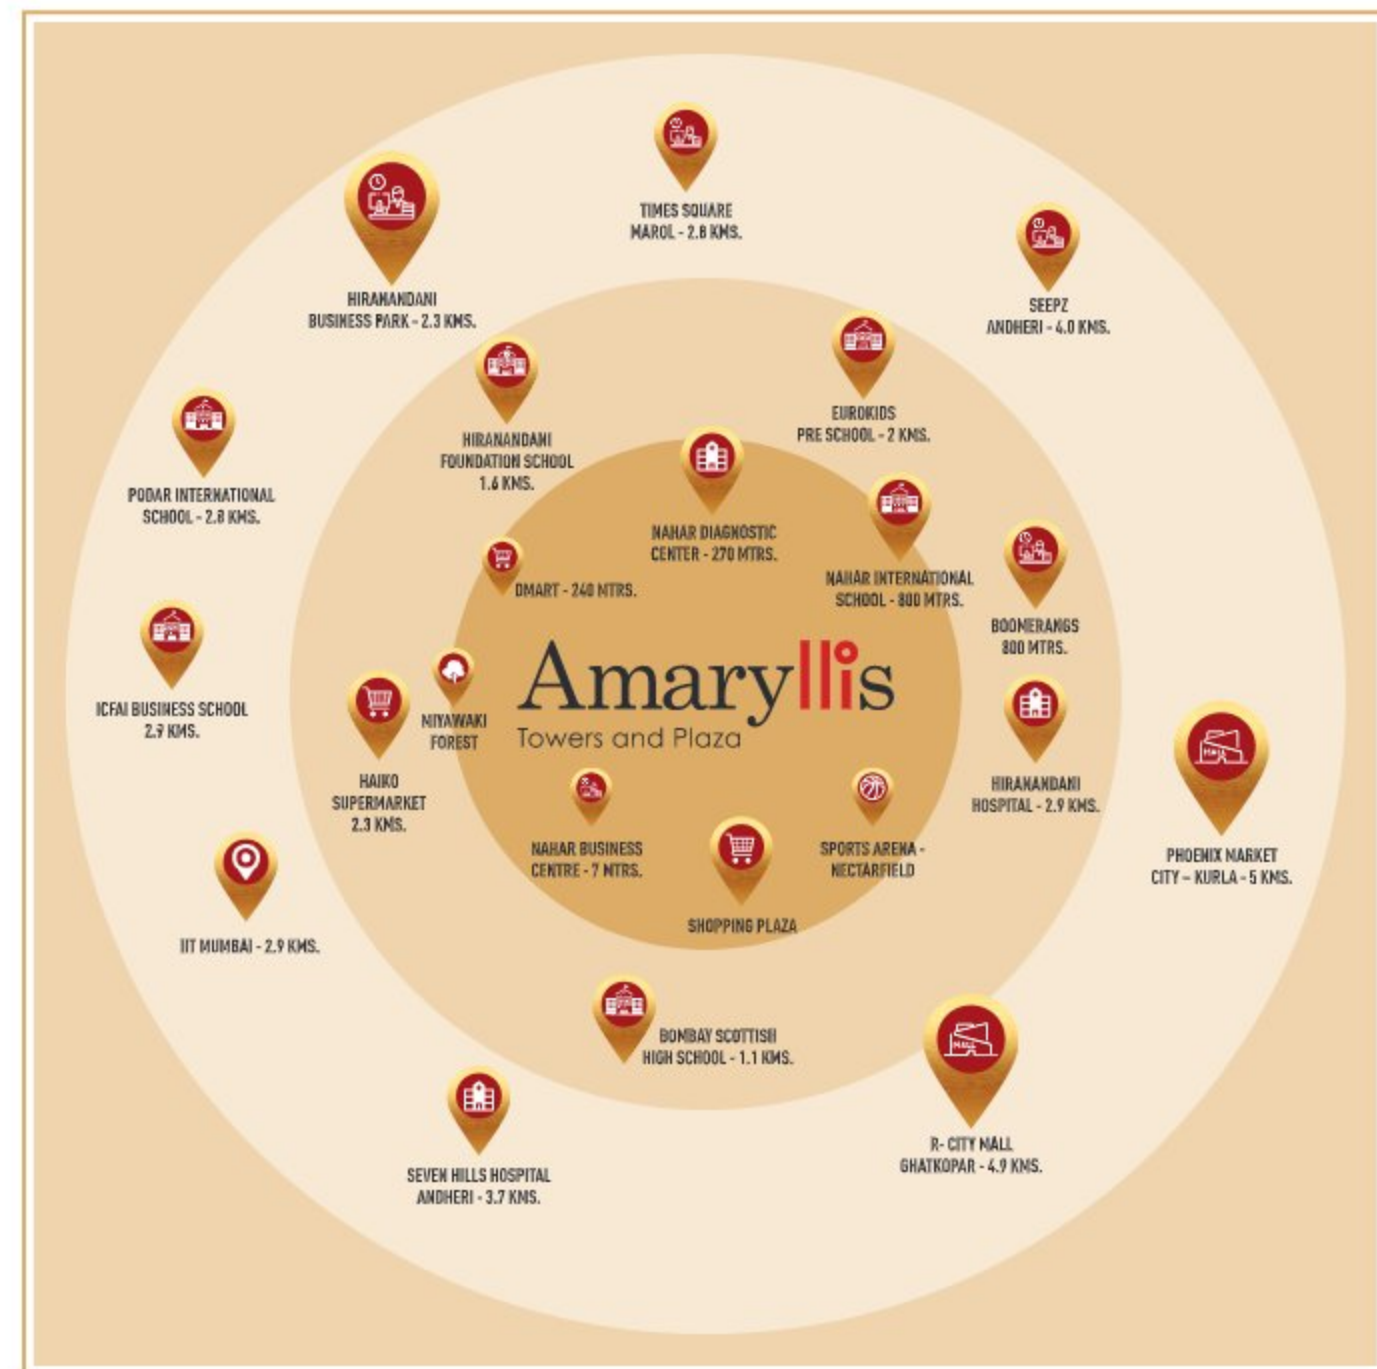 TIMES SQUARE
MAROL - 2.8 KMS.
HIRANANDANI
BUSINESS PARK - 2.3 KMS.
SEEPZ
ANDHERI - 4.0 KMS.
EUROKIDS
PRE SCHOOL - 2 KMS.
HIRANANDANI
FOUNDATION SCHOOL
1.6 KMS.
PODAR INTERNATIONAL
SCHOOL - 2.8 KMS.
NAHAR DIAGNOSTIC
CENTER - 270 MTRS.
NAHAR INTERNATIONAL
SCHOOL - 800 MTRS.
DMART - 240 MTRS.
BOOMERANGS
800 MTRS.
Amaryllis
Towers and Plaza
ICFAI BUSINESS SCHOOL
2.9 KMS.
MIYAWAKI
FOREST
HAIKO
SUPERMARKET
2.3 KMS.
HIRANANDANI
HOSPITAL - 2.9 KMS.
MALL
PHOENIX MARKET
CITY – KURLA - 5 KMS.
NAHAR BUSINESS
CENTRE - 7 MTRS.
SPORTS ARENA -
NECTARFIELD
SHOPPING PLAZA
IIT MUMBAI - 2.9 KMS.
BOMBAY SCOTTISH
HIGH SCHOOL - 1.1 KMS.
MALL
R- CITY MALL
GHATKOPAR - 4.9 KMS.
SEVEN HILLS HOSPITAL
ANDHERI - 3.7 KMS.